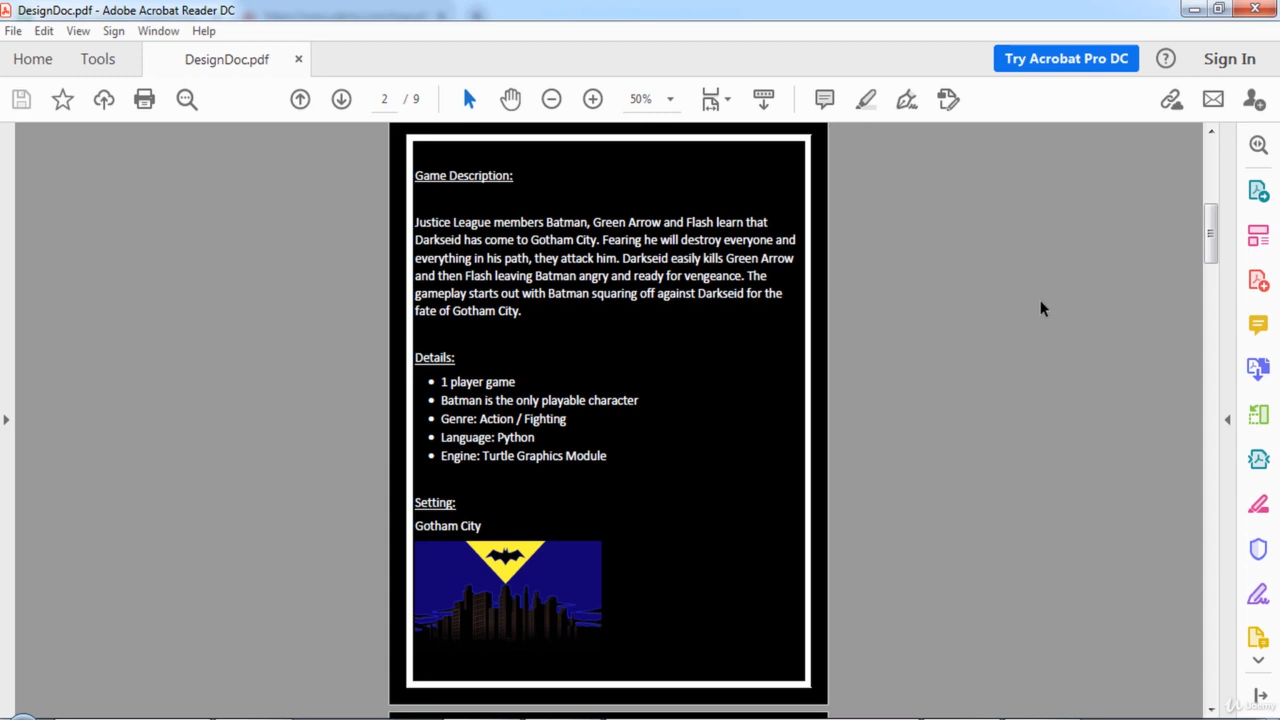 DesignDoc.pdf - Adobe Acrobat Reader DC
File Edit View Sign Window Help
Home Tools DesignDoc.pdf × Try Acrobat Pro DC ? Sign In
2 / 9 50%
Game Description:
Justice League members Batman, Green Arrow and Flash learn that
Darkseid has come to Gotham City. Fearing he will destroy everyone and
everything in his path, they attack him. Darkseid easily kills Green Arrow
and then Flash leaving Batman angry and ready for vengeance. The
gameplay starts out with Batman squaring off against Darkseid for the
fate of Gotham City.
Details:
• 1 player game
• Batman is the only playable character
• Genre: Action / Fighting
• Language: Python
• Engine: Turtle Graphics Module
Setting:
Gotham City
Udemy